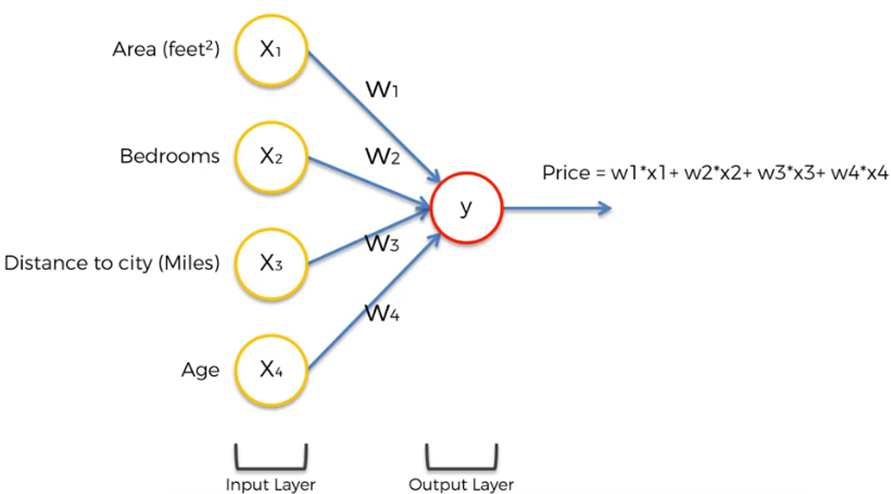 Area (feet²)
X1
W1
Bedrooms
X2
W2
Price = w1*x1+ w2*x2+ w3*x3+ w4*x4
y
Distance to city (Miles)
X3
W3
W4
Age
X4
Input Layer
Output Layer